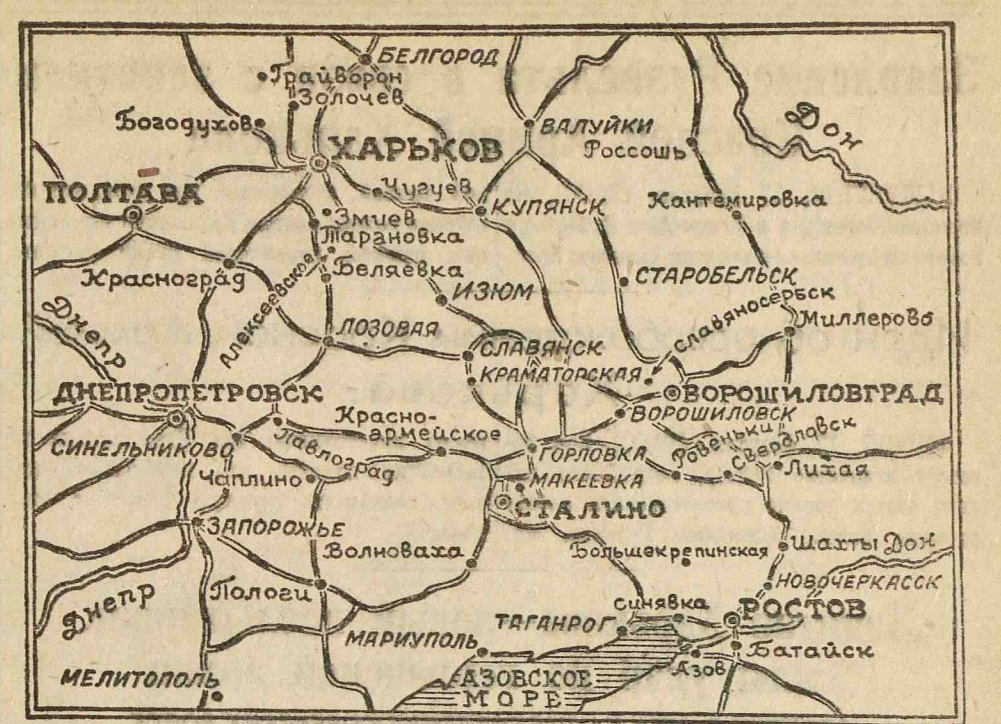 БЕЛГОРОД
Грайворон
Золочев
Богодухов
ХАРЬКОВ
ВАЛУЙКИ
Россошь
Дон
ПОЛТАВА
Чугуев
КУПЯНСК
Кантемировка
Змиев
Тарановка
Беляевка
Красноград
Алексеевское
ИЗЮМ
СТАРОБЕЛЬСК
СЛАВЯНОСЕРБСК
Миллерово
Днепр
ЛОЗОВАЯ
СЛАВЯНСК
КРАМАТОРСКАЯ
ДНЕПРОПЕТРОВСК
ВОРОШИЛОВГРАД
Красно-
армейское
ВОРОШИЛОВСК
СИНЕЛЬНИКОВО
Павлоград
ГОРЛОВКА
Ровеньки
Свердловск
Лихая
Чаплино
МАКЕЕВКА
СТАЛИНО
ЗАПОРОЖЬЕ
Волноваха
Большекрепинская
Шахты
Дон
НОВОЧЕРКАССК
Днепр
Пологи
СИНЯВКА
РОСТОВ
ТАГАНРОГ
МАРИУПОЛЬ
Батайск
Азов
МЕЛИТОПОЛЬ
АЗОВСКОЕ
МОРЕ